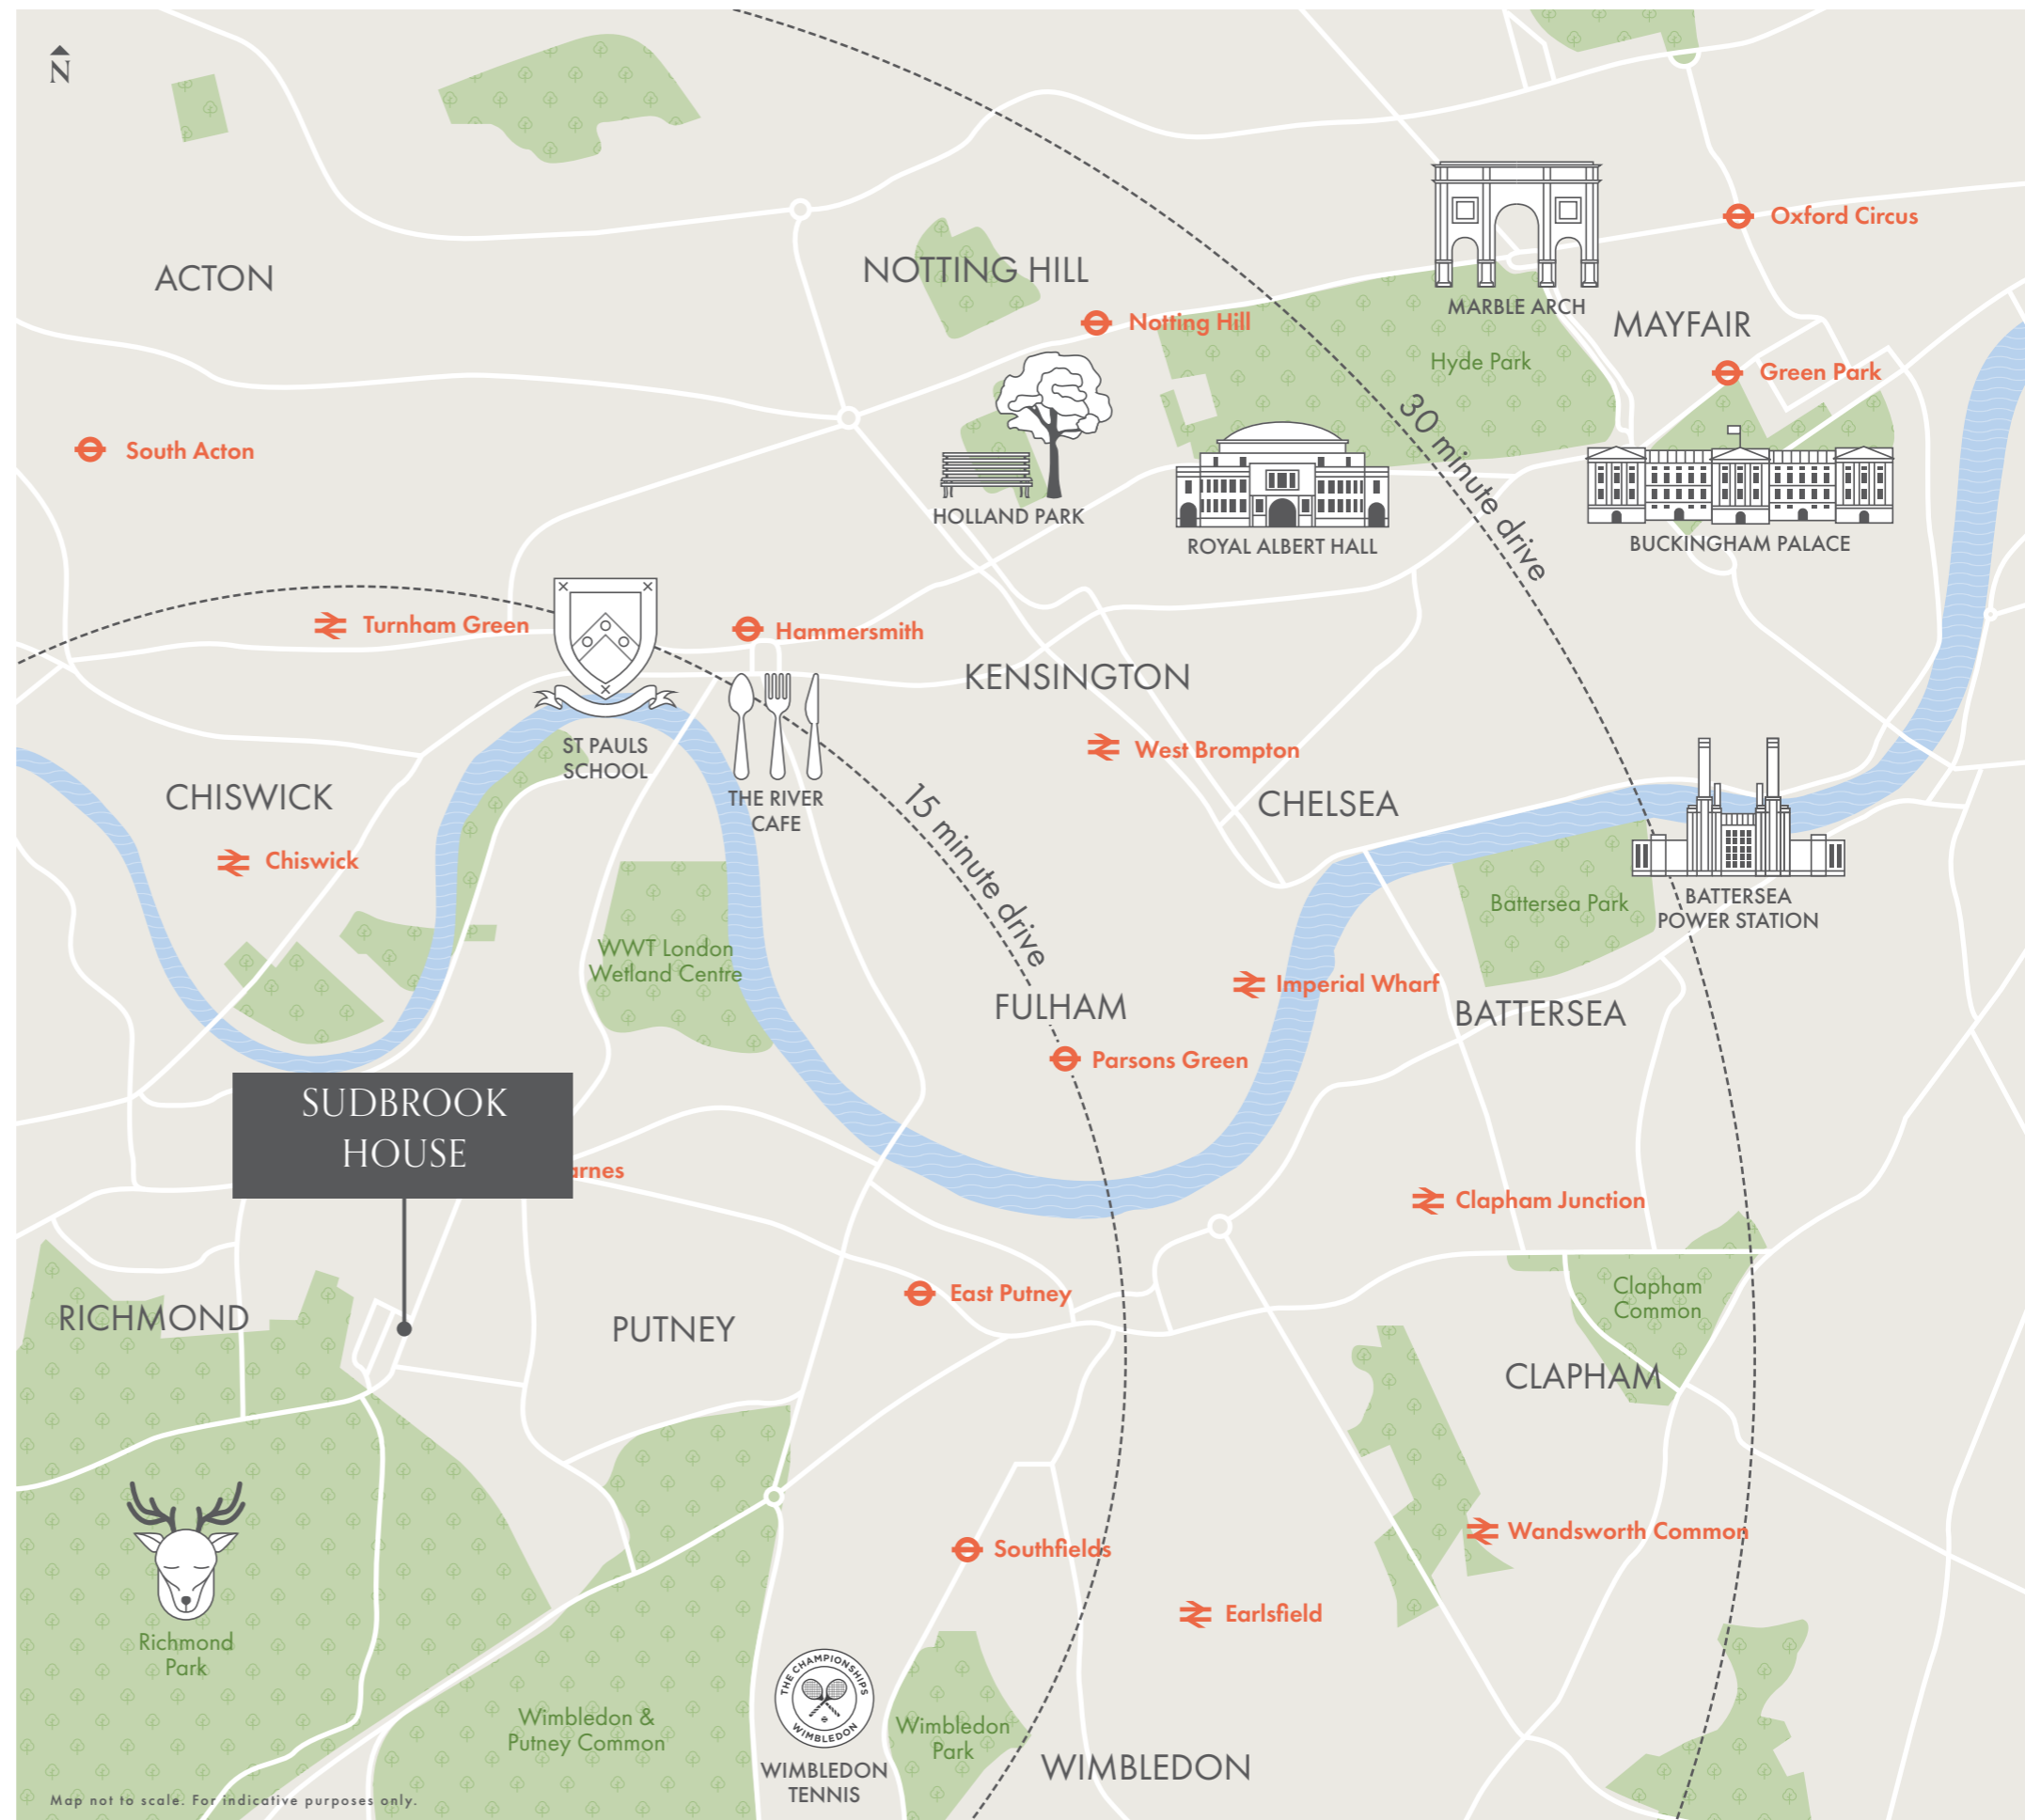 N
ACTON
NOTTING HILL
Oxford Circus
MARBLE ARCH
MAYFAIR
Notting Hill
Hyde Park
Green Park
South Acton
30 minute drive
HOLLAND PARK
ROYAL ALBERT HALL
BUCKINGHAM PALACE
Turnham Green
Hammersmith
KENSINGTON
ST PAULS
SCHOOL
West Brompton
CHISWICK
THE RIVER
CAFE
15 minute drive
CHELSEA
Chiswick
BATTERSEA
POWER STATION
Battersea Park
WWT London
Wetland Centre
Imperial Wharf
FULHAM
BATTERSEA
Parsons Green
SUDBROOK
HOUSE
arnes
Clapham Junction
East Putney
Clapham
Common
RICHMOND
PUTNEY
CLAPHAM
Wandsworth Common
Southfields
Earlsfield
Richmond
Park
THE CHAMPIONSHIPS
WIMBLEDON
Wimbledon &
Putney Common
Wimbledon
Park
WIMBLEDON
TENNIS
WIMBLEDON
Map not to scale. For indicative purposes only.